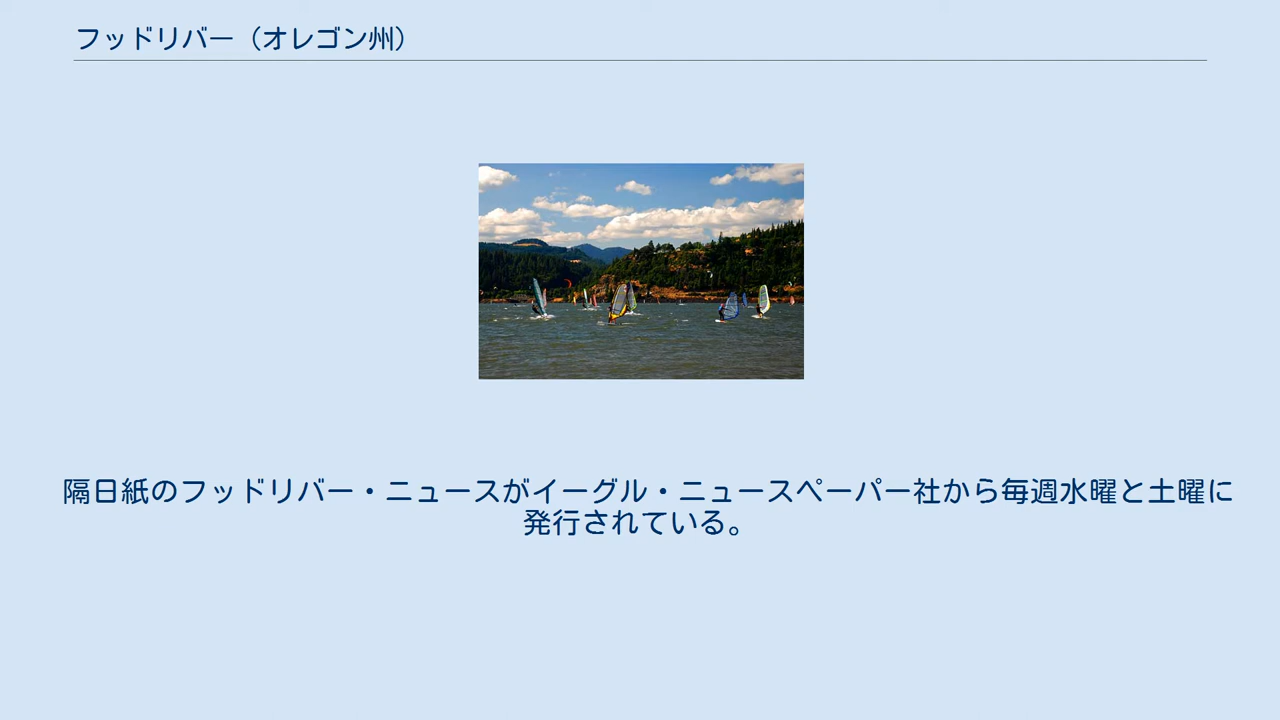 フッドリバー（オレゴン州）
隔日紙のフッドリバー・ニュースがイーグル・ニュースペーパー社から毎週水曜と土曜に
発行されている。